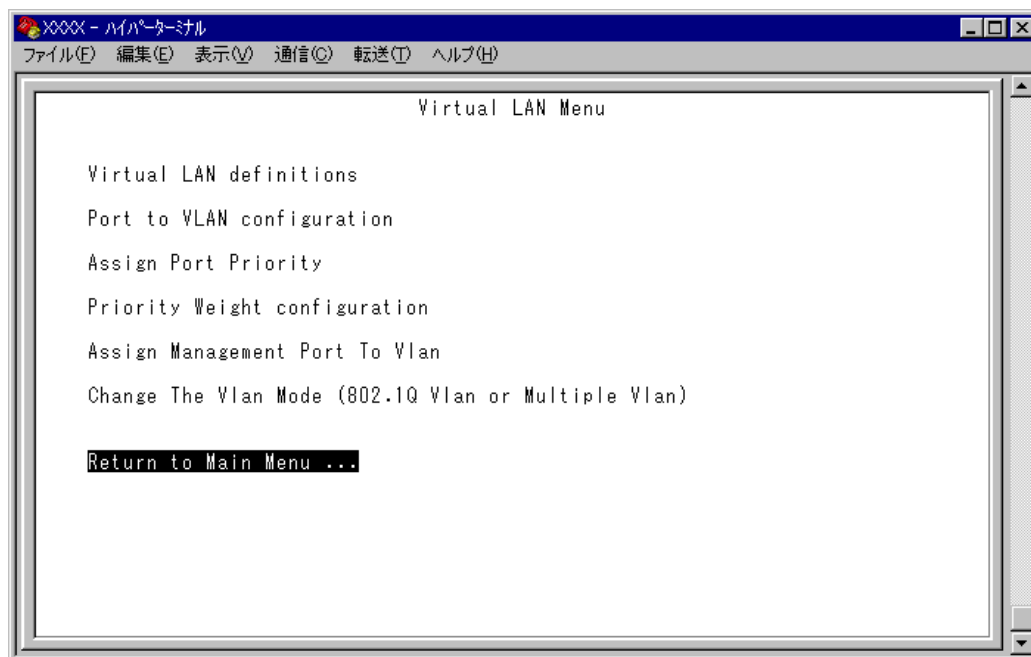 XXXX - ハイパーターミナル
ファイル(F) 編集(E) 表示(V) 通信(C) 転送(T) ヘルプ(H)
Virtual LAN Menu
Virtual LAN definitions
Port to VLAN configuration
Assign Port Priority
Priority Weight configuration
Assign Management Port To Vlan
Change The Vlan Mode (802.1Q Vlan or Multiple Vlan)
Return to Main Menu ...